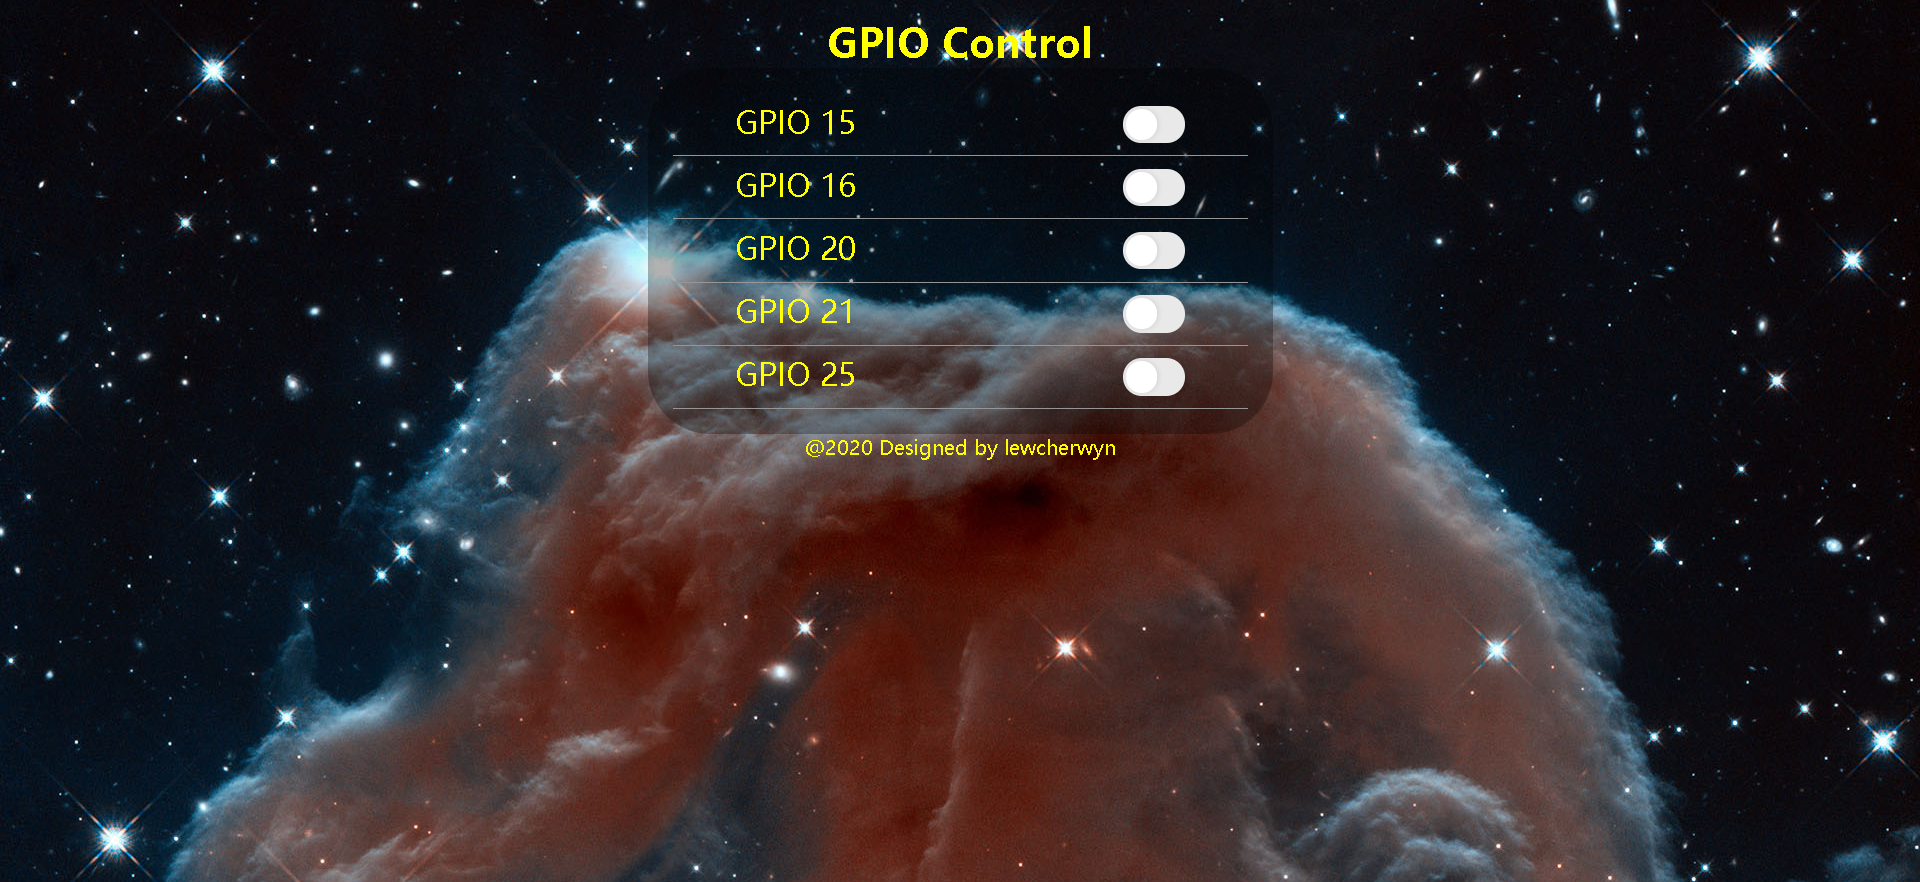 GPIO Control
GPIO 15
GPIO 16
GPIO 20
GPIO 21
GPIO 25
@2020 Designed by lewcherwyn